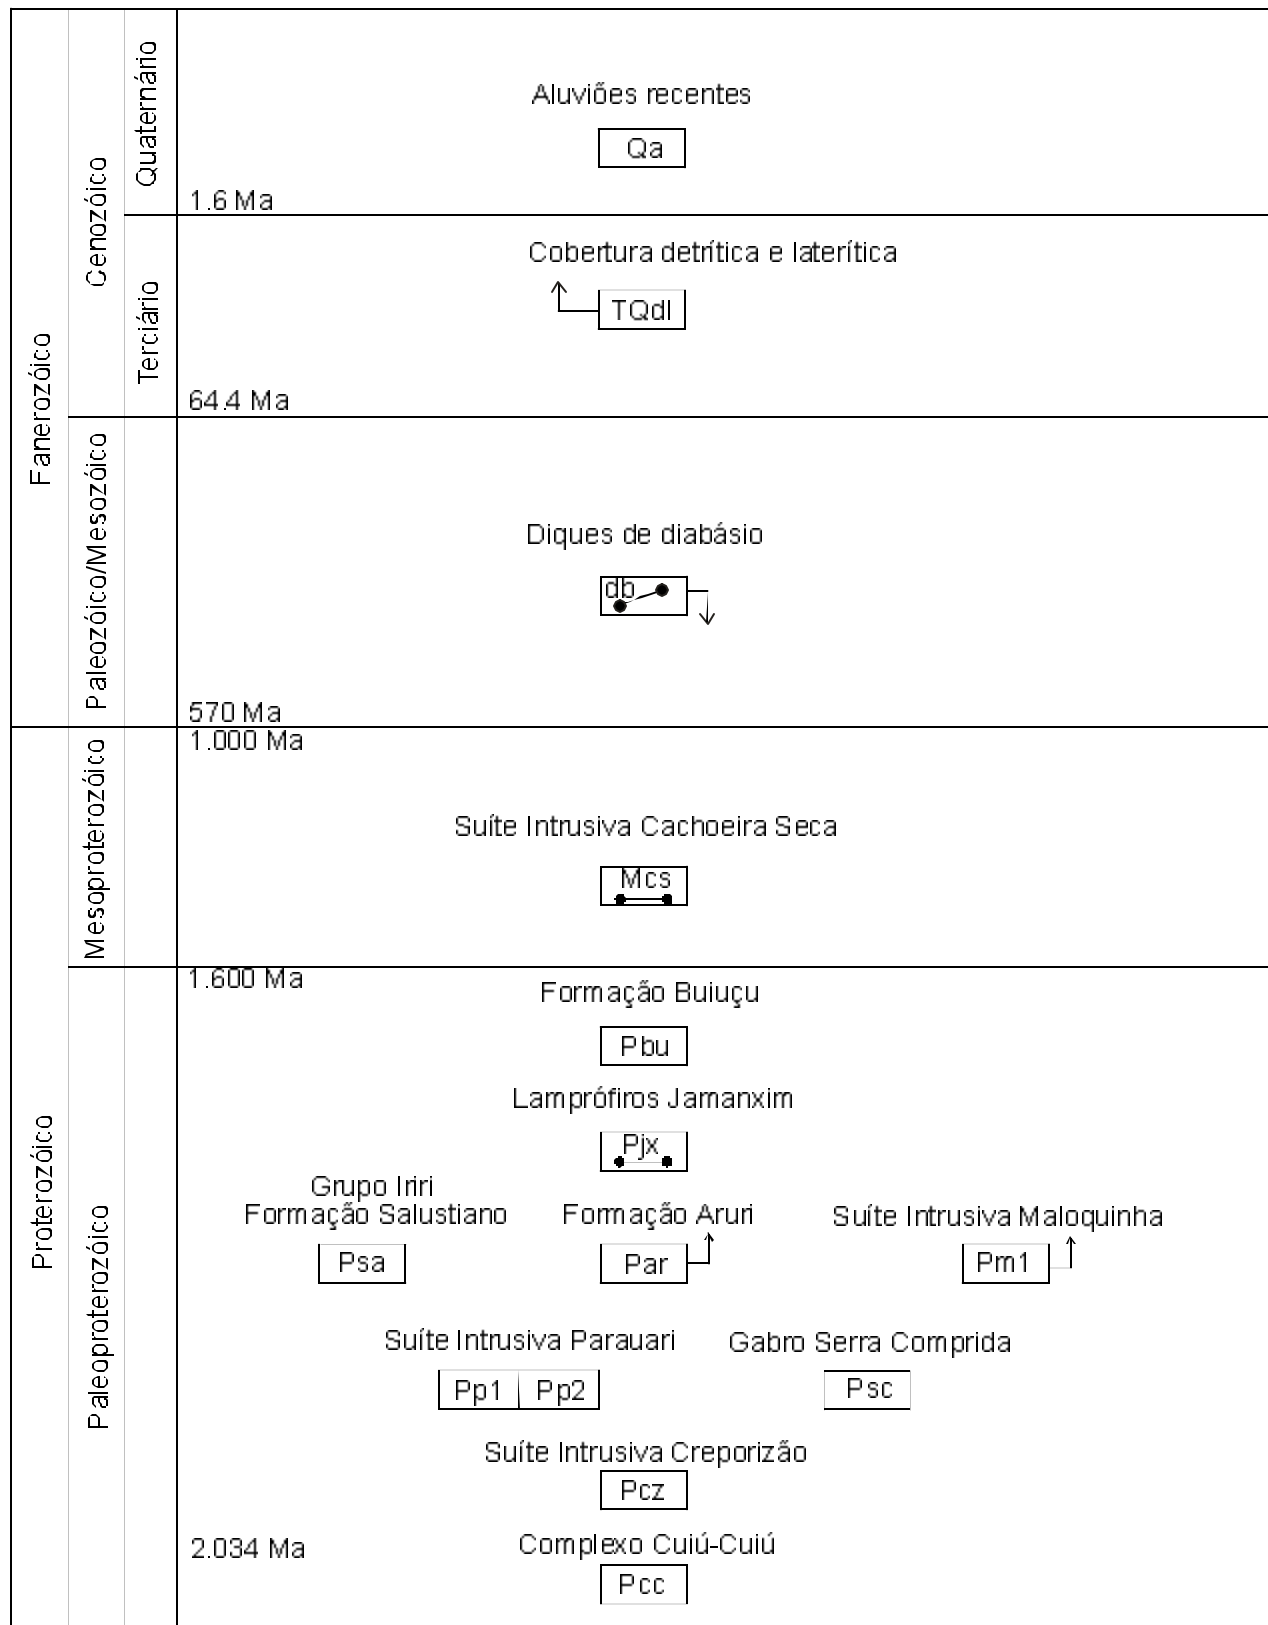 Fanerozóico
Cenozóico
Quaternário
Aluviões recentes
Qa
1.6 Ma
Terciário
Cobertura detrítica e laterítica
TQdl
64.4 Ma
Paleozóico/Mesozóico
Diques de diabásio
db
570 Ma
Proterozóico
Mesoproterozóico
1.000 Ma
Suíte Intrusiva Cachoeira Seca
Mcs
Paleoproterozóico
1.600 Ma
Formação Buiuçu
Pbu
Lamprófiros Jamanxim
Pjx
Grupo Iriri
Formação Salustiano
Formação Aruri
Suíte Intrusiva Maloquinha
Psa
Par
Pm1
Suíte Intrusiva Parauari
Gabro Serra Comprida
Pp1
Pp2
Psc
Suíte Intrusiva Creporizão
Pcz
2.034 Ma
Complexo Cuiú-Cuiú
Pcc